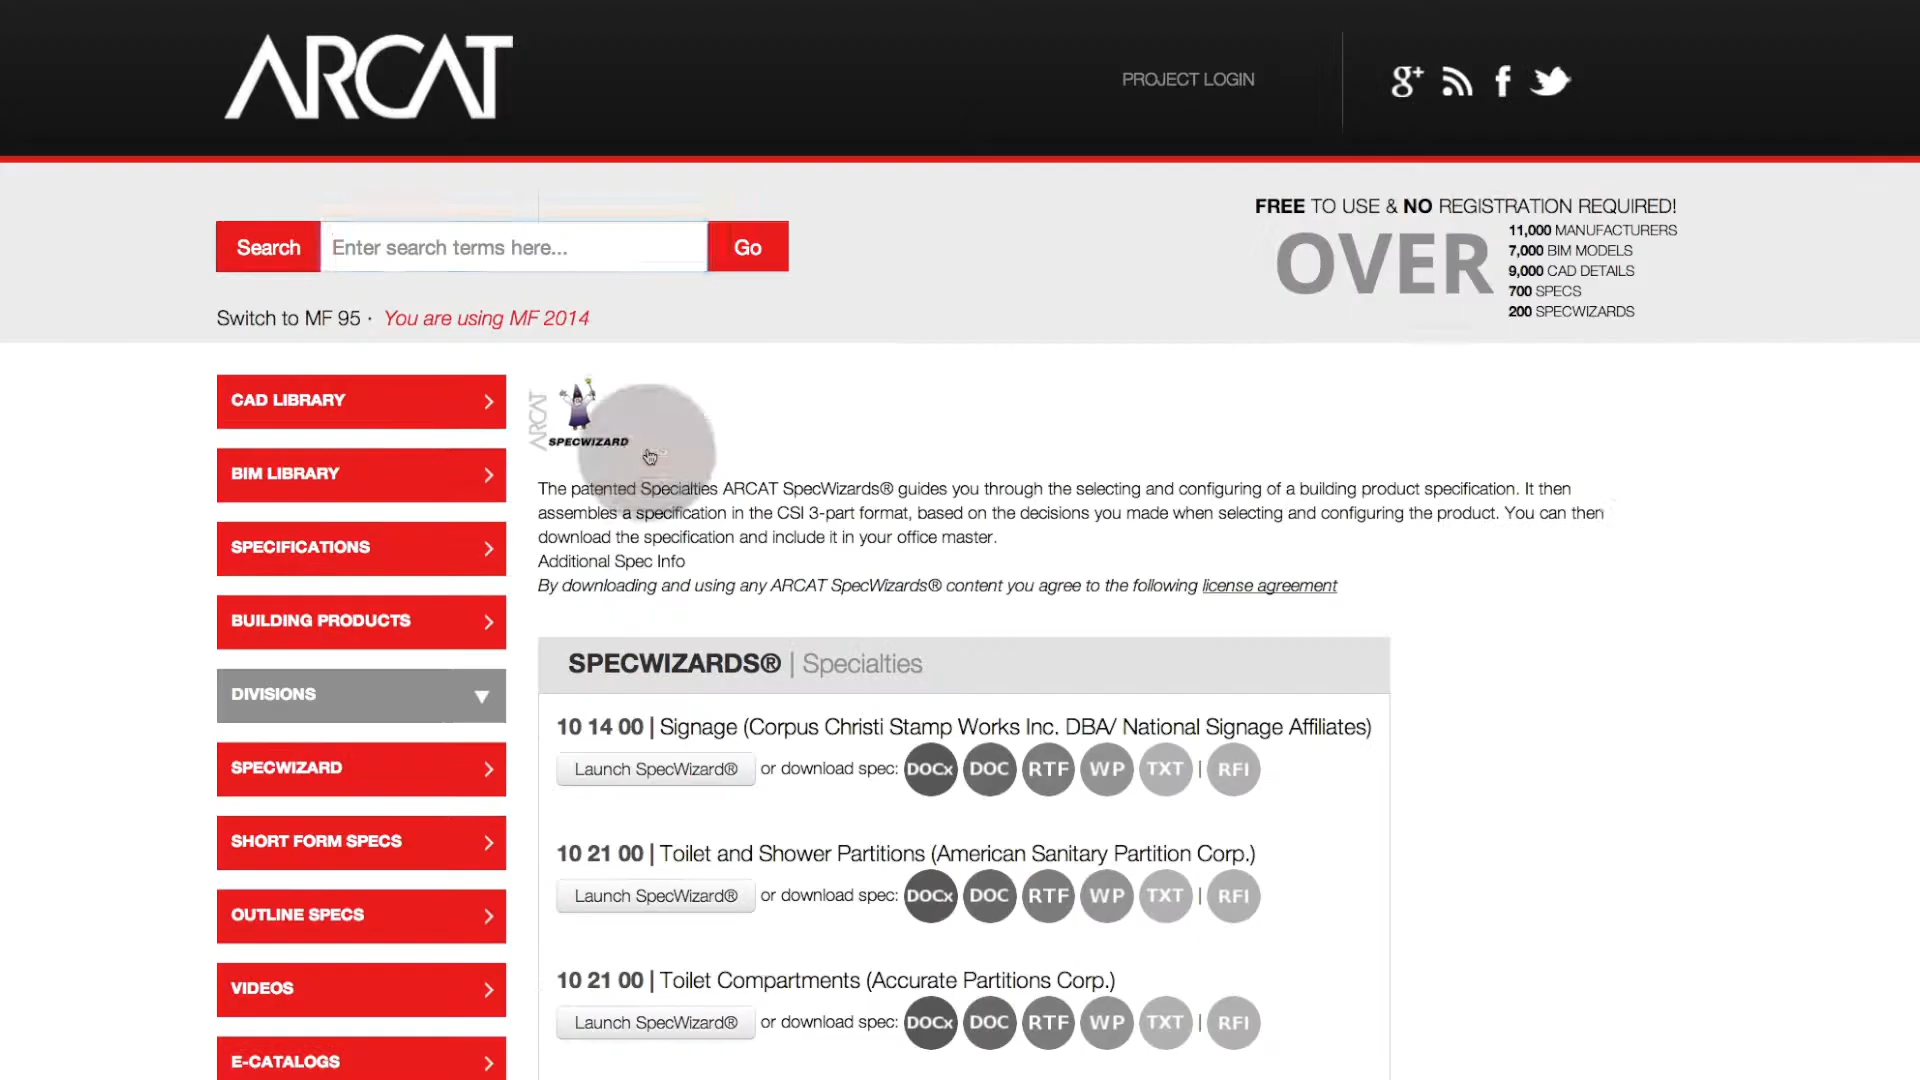 ARCAT
PROJECT LOGIN
g+
f
Search
Enter search terms here...
Go
FREE TO USE & NO REGISTRATION REQUIRED!
OVER
11,000 MANUFACTURERS
7,000 BIM MODELS
9,000 CAD DETAILS
700 SPECS
200 SPECWIZARDS
Switch to MF 95 · You are using MF 2014
CAD LIBRARY
BIM LIBRARY
SPECIFICATIONS
BUILDING PRODUCTS
DIVISIONS
SPECWIZARD
SHORT FORM SPECS
OUTLINE SPECS
VIDEOS
E-CATALOGS
ARCAT
SPECWIZARD
The patented Specialties ARCAT SpecWizards® guides you through the selecting and configuring of a building product specification. It then
assembles a specification in the CSI 3-part format, based on the decisions you made when selecting and configuring the product. You can then
download the specification and include it in your office master.
Additional Spec Info
By downloading and using any ARCAT SpecWizards® content you agree to the following license agreement
SPECWIZARDS® | Specialties
10 14 00 | Signage (Corpus Christi Stamp Works Inc. DBA/ National Signage Affiliates)
Launch SpecWizard® or download spec: DOCx DOC RTF WP TXT | RFI
10 21 00 | Toilet and Shower Partitions (American Sanitary Partition Corp.)
Launch SpecWizard® or download spec: DOCx DOC RTF WP TXT | RFI
10 21 00 | Toilet Compartments (Accurate Partitions Corp.)
Launch SpecWizard® or download spec: DOCx DOC RTF WP TXT | RFI